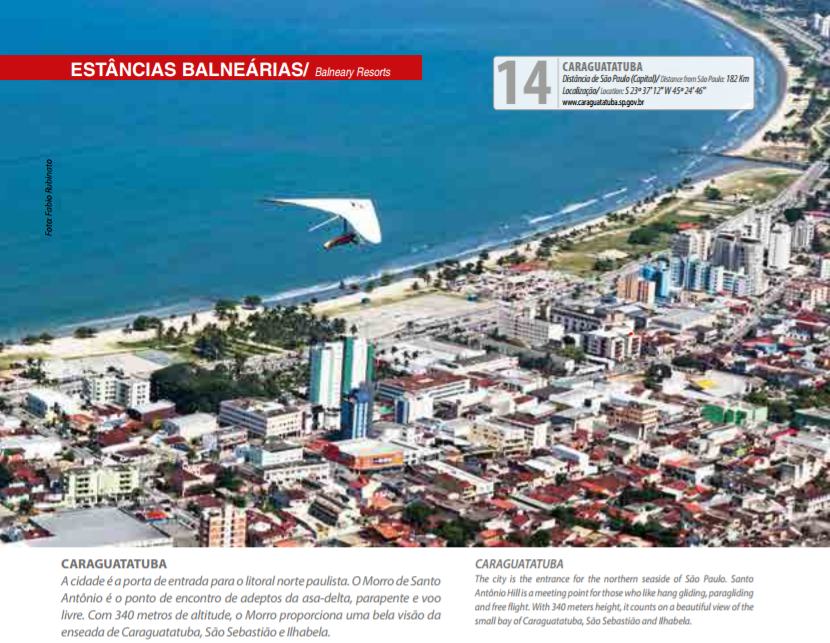 ESTÂNCIAS BALNEÁRIAS/ Balneary Resorts
14
CARAGUATATUBA
Distância de São Paulo (Capital)/ Distance from São Paulo: 182 Km
Localização/ Location: S 23º 37' 12" W 45º 24' 46"
www.caraguatatuba.sp.gov.br
Foto: Fabio Rubinato
CARAGUATATUBA
A cidade é a porta de entrada para o litoral norte paulista. O Morro de Santo
Antônio é o ponto de encontro de adeptos da asa-delta, parapente e voo
livre. Com 340 metros de altitude, o Morro proporciona uma bela visão da
enseada de Caraguatatuba, São Sebastião e Ilhabela.
CARAGUATATUBA
The city is the entrance for the northern seaside of São Paulo. Santo
Antônio Hill is a meeting point for those who like hang gliding, paragliding
and free flight. With 340 meters height, it counts on a beautiful view of the
small bay of Caraguatatuba, São Sebastião and Ilhabela.